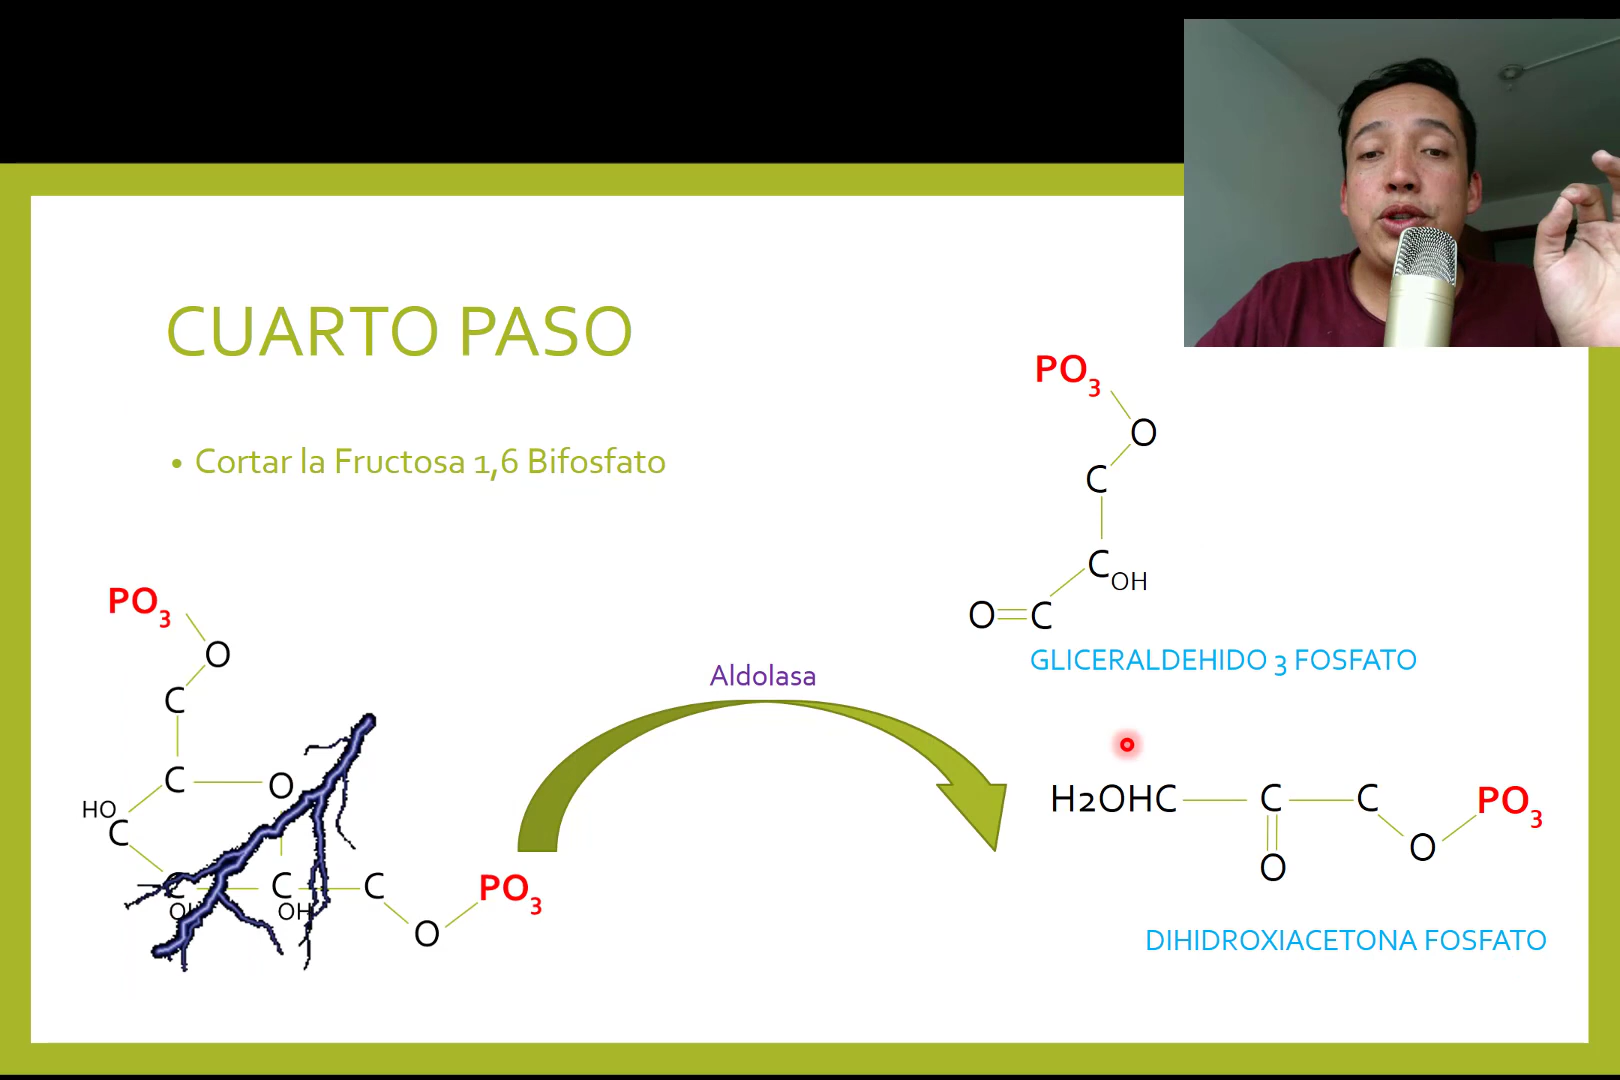 CUARTO PASO
• Cortar la Fructosa 1,6 Bifosfato
PO3
O
C
COH
O C
GLICERALDEHIDO 3 FOSFATO
PO3
O
C
C O
HO
C
C C C
OH OH
O
PO3
Aldolasa
H2OHC C C PO3
O
O
DIHIDROXIACETONA FOSFATO